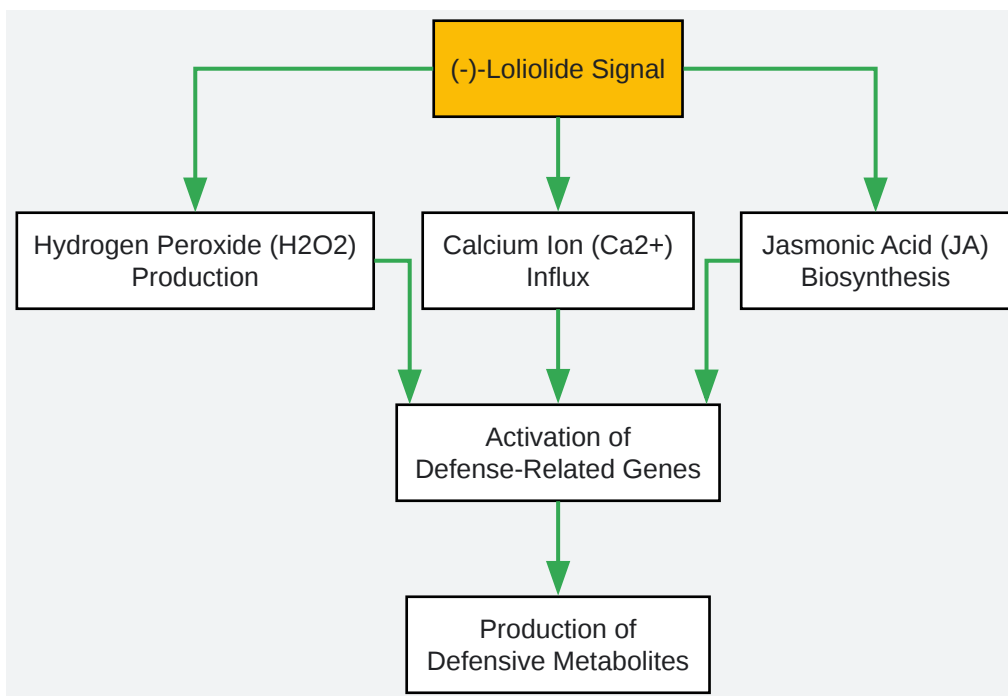 (-)-Loliolide Signal
Hydrogen Peroxide (H2O2)
Production
Calcium Ion (Ca2+)
Influx
Jasmonic Acid (JA)
Biosynthesis
Activation of
Defense-Related Genes
Production of
Defensive Metabolites